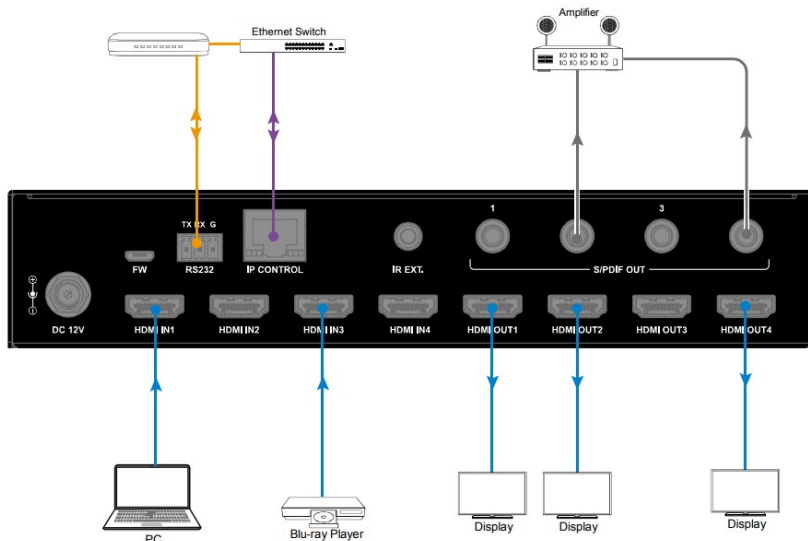 Ethernet Switch
Amplifier
1
3
TX RX G
FW
RS232
IP CONTROL
IR EXT.
S/PDIF OUT
DC 12V
HDMI IN1
HDMI IN2
HDMI IN3
HDMI IN4
HDMI OUT1
HDMI OUT2
HDMI OUT3
HDMI OUT4
PC
Blu-ray Player
Display
Display
Display